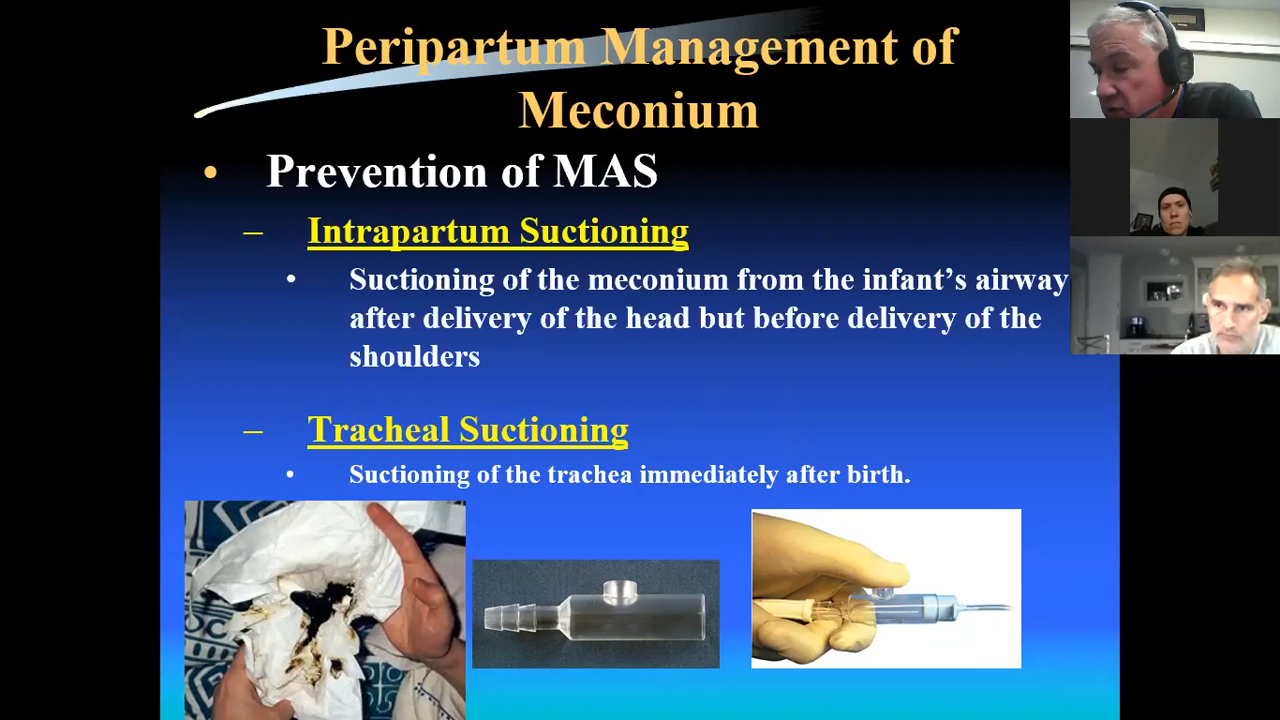 Peripartum Management of
Meconium
• Prevention of MAS
– Intrapartum Suctioning
• Suctioning of the meconium from the infant's airway
after delivery of the head but before delivery of the
shoulders
– Tracheal Suctioning
• Suctioning of the trachea immediately after birth.